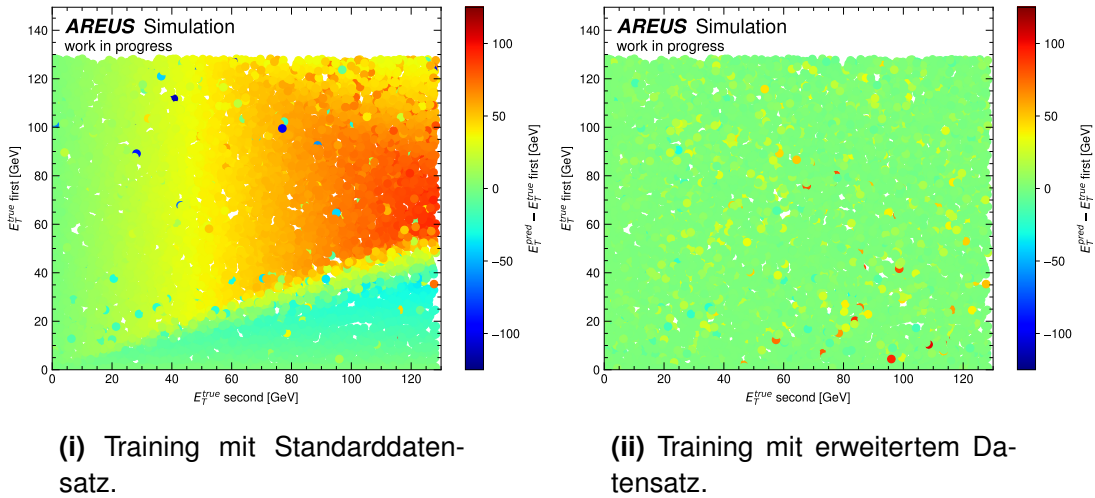 AREUS Simulation
work in progress
140
120
100
80
60
40
20
0
0 20 40 60 80 100 120
E_T^true first [GeV]
E_T^true second [GeV]
100
50
0
−50
−100
E_T^pred − E_T^true first [GeV]
AREUS Simulation
work in progress
140
120
100
80
60
40
20
0
0 20 40 60 80 100 120
E_T^true first [GeV]
E_T^true second [GeV]
100
50
0
−50
−100
E_T^pred − E_T^true first [GeV]
(i) Training mit Standarddaten-
satz.
(ii) Training mit erweitertem Da-
tensatz.